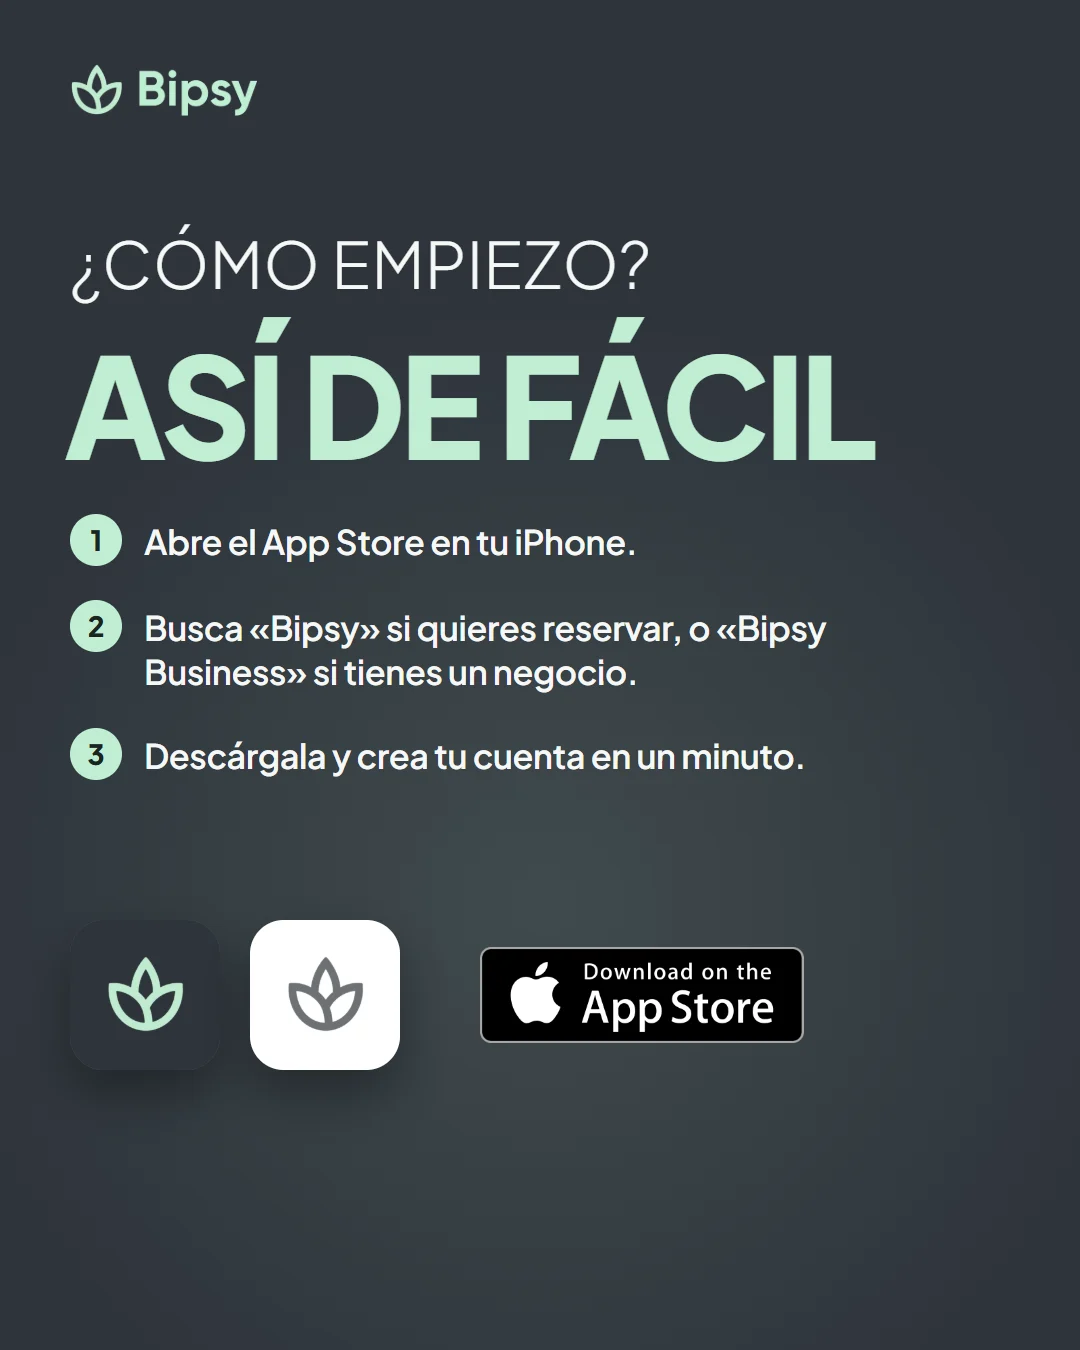 Bipsy
¿CÓMO EMPIEZO?
ASÍ DE FÁCIL
1 Abre el App Store en tu iPhone.
2 Busca «Bipsy» si quieres reservar, o «Bipsy
Business» si tienes un negocio.
3 Descárgala y crea tu cuenta en un minuto.
Download on the
App Store